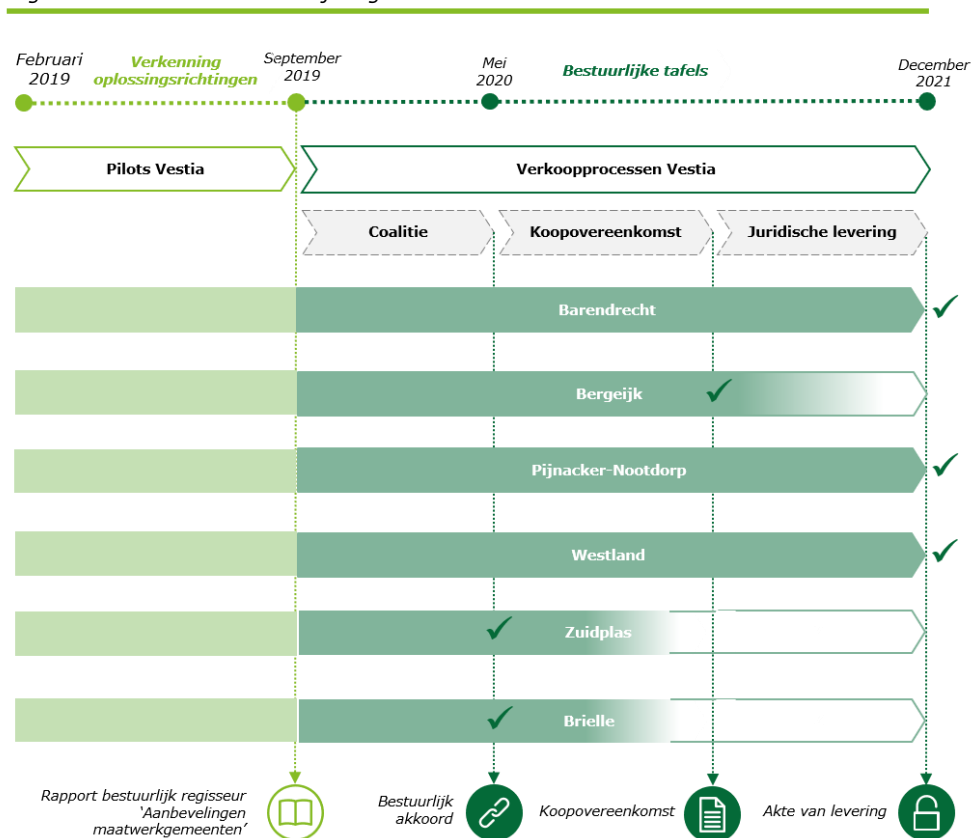 Februari
2019
Verkenning
oplossingsrichtingen
September
2019
Mei
2020
Bestuurlijke tafels
December
2021
Pilots Vestia
Verkoopprocessen Vestia
Coalitie
Koopovereenkomst
Juridische levering
Barendrecht
Bergeijk
Pijnacker-Nootdorp
Westland
Zuidplas
Brielle
Rapport bestuurlijk regisseur
‘Aanbevelingen
maatwerkgemeenten’
Bestuurlijk
akkoord
Koopovereenkomst
Akte van levering